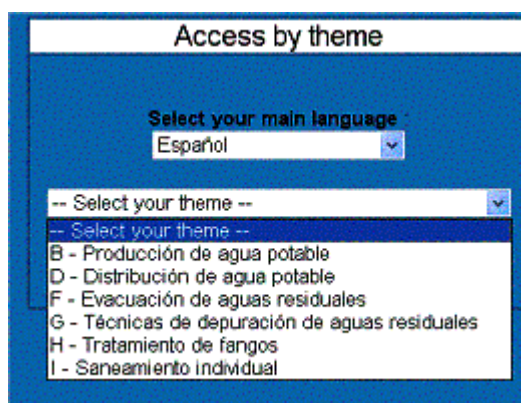 Access by theme
Select your main language :
Español
-- Select your theme --
-- Select your theme --
B - Producción de agua potable
D - Distribución de agua potable
F - Evacuación de aguas residuales
G - Técnicas de depuración de aguas residuales
H - Tratamiento de fangos
I - Saneamiento individual